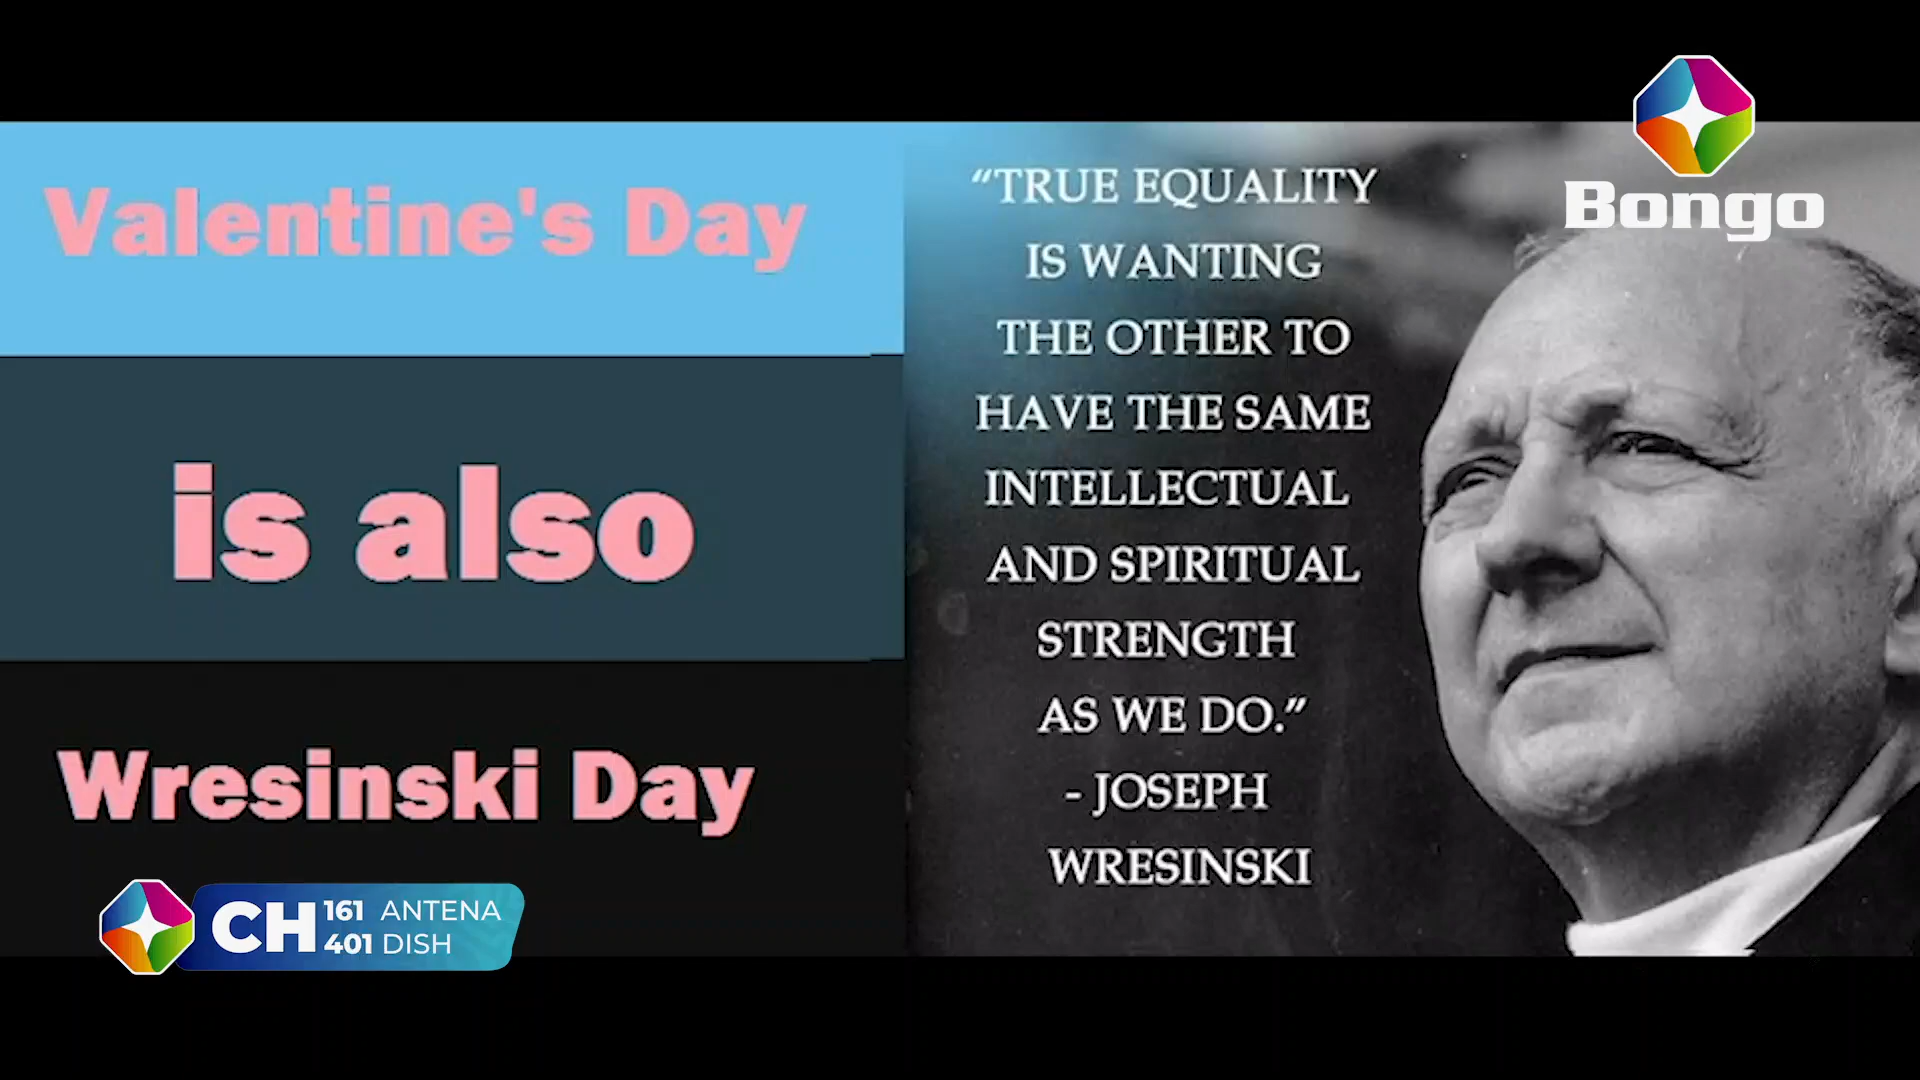 Bongo
Valentine's Day
is also
Wresinski Day
“TRUE EQUALITY
IS WANTING
THE OTHER TO
HAVE THE SAME
INTELLECTUAL
AND SPIRITUAL
STRENGTH
AS WE DO.”
- JOSEPH
WRESINSKI
CH 161 ANTENA
401 DISH